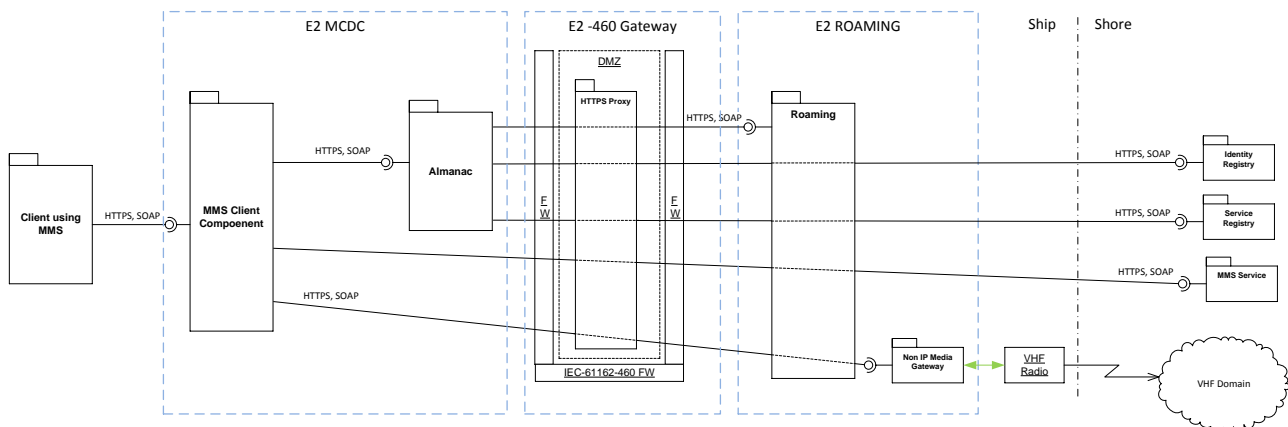 E2 MCDC
E2 -460 Gateway
E2 ROAMING
Ship
Shore
DMZ
HTTPS Proxy
HTTPS, SOAP
Roaming
HTTPS, SOAP
Almanac
HTTPS, SOAP
Identity
Registry
Client using
MMS
HTTPS, SOAP
MMS Client
Compoenent
F
W
F
W
HTTPS, SOAP
Service
Registry
HTTPS, SOAP
MMS Service
HTTPS, SOAP
Non IP Media
Gateway
VHF
Radio
IEC-61162-460 FW
VHF Domain